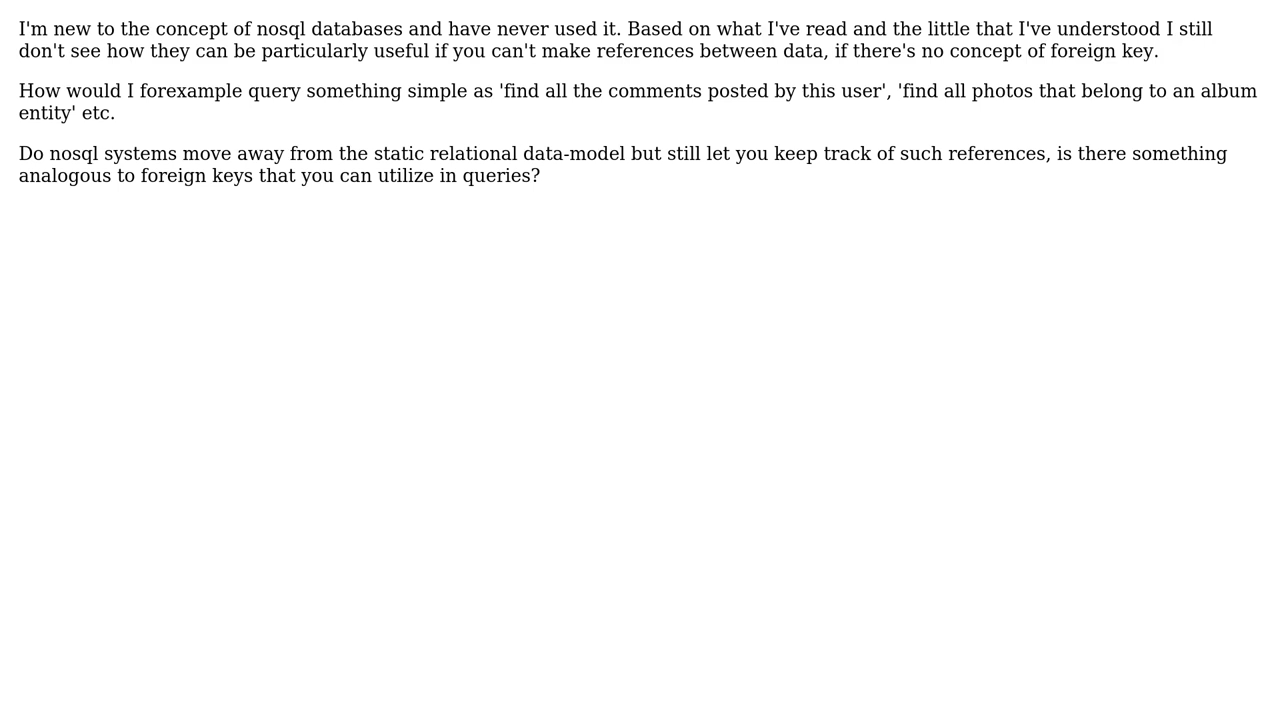 I'm new to the concept of nosql databases and have never used it. Based on what I've read and the little that I've understood I still
don't see how they can be particularly useful if you can't make references between data, if there's no concept of foreign key.
How would I forexample query something simple as 'find all the comments posted by this user', 'find all photos that belong to an album
entity' etc.
Do nosql systems move away from the static relational data-model but still let you keep track of such references, is there something
analogous to foreign keys that you can utilize in queries?